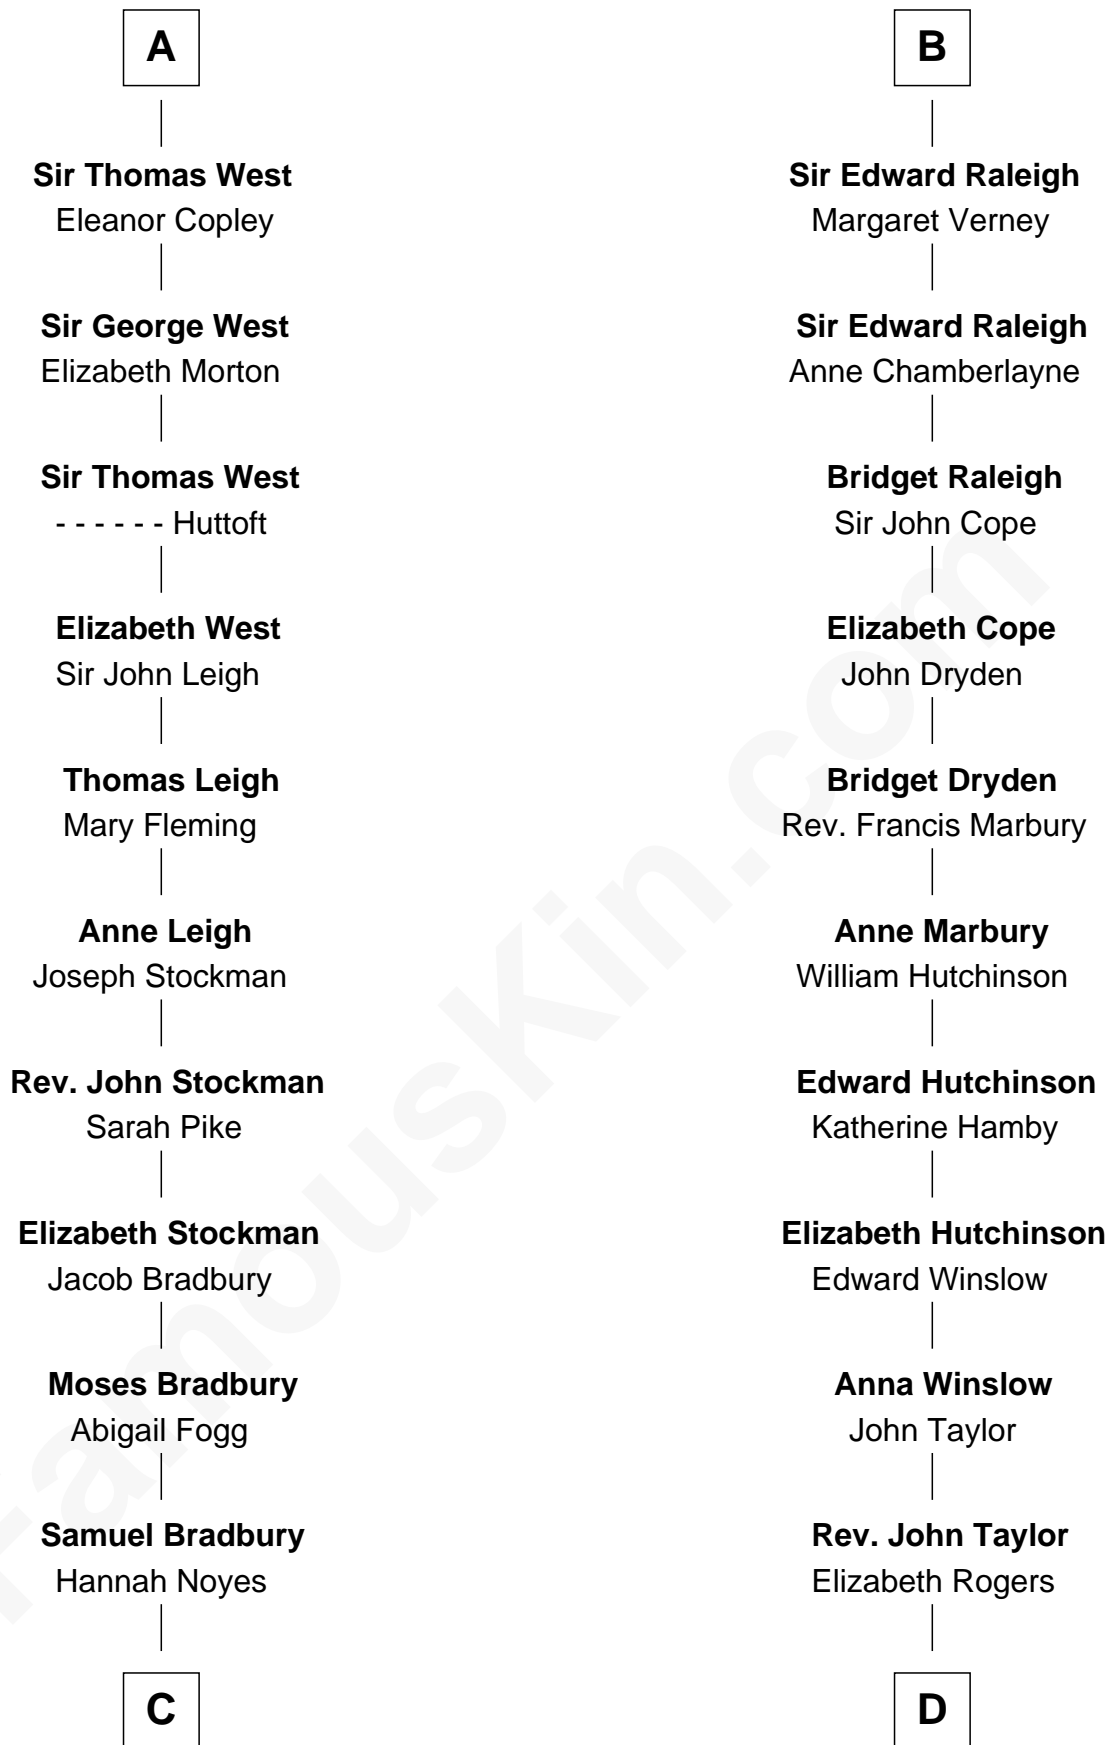 A
Sir Thomas West
Eleanor Copley
Sir George West
Elizabeth Morton
Sir Thomas West
- - - - - - Huttoft
Elizabeth West
Sir John Leigh
Thomas Leigh
Mary Fleming
Anne Leigh
Joseph Stockman
Rev. John Stockman
Sarah Pike
Elizabeth Stockman
Jacob Bradbury
Moses Bradbury
Abigail Fogg
Samuel Bradbury
Hannah Noyes
C
B
Sir Edward Raleigh
Margaret Verney
Sir Edward Raleigh
Anne Chamberlayne
Bridget Raleigh
Sir John Cope
Elizabeth Cope
John Dryden
Bridget Dryden
Rev. Francis Marbury
Anne Marbury
William Hutchinson
Edward Hutchinson
Katherine Hamby
Elizabeth Hutchinson
Edward Winslow
Anna Winslow
John Taylor
Rev. John Taylor
Elizabeth Rogers
D
FamousKin.com